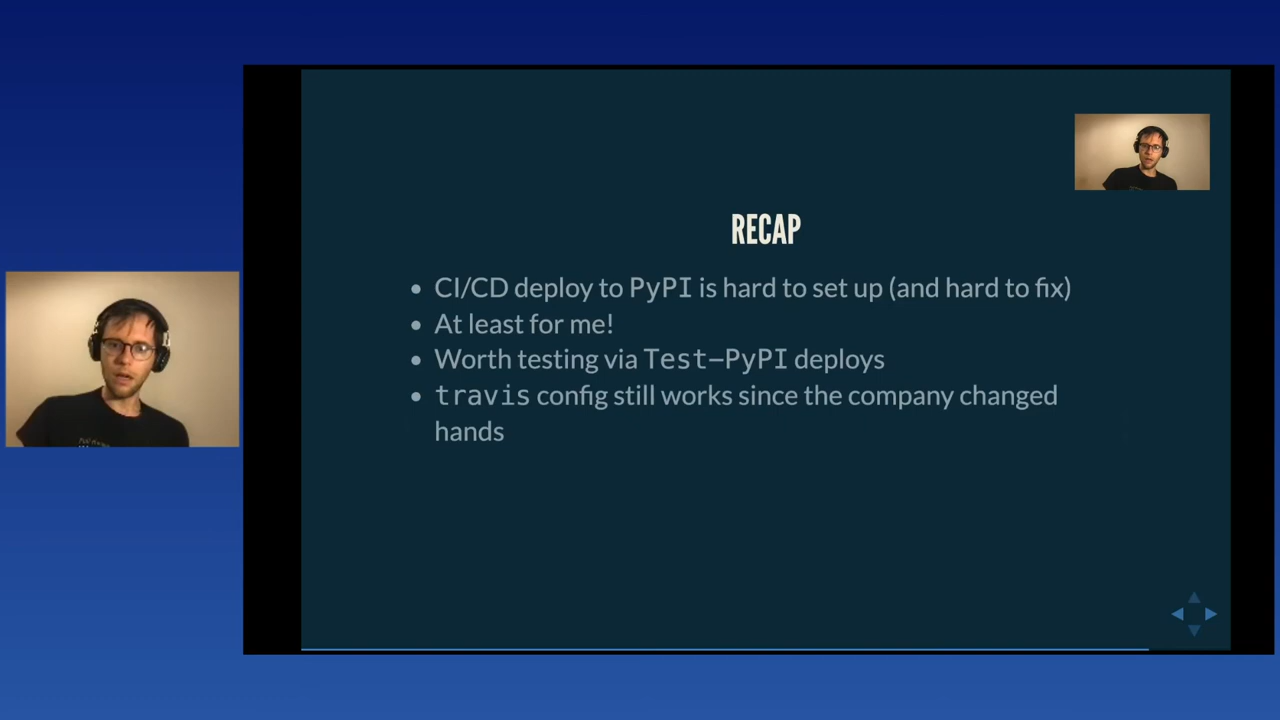 RECAP
CI/CD deploy to PyPI is hard to set up (and hard to fix)
At least for me!
Worth testing via Test-PyPI deploys
travis config still works since the company changed
hands